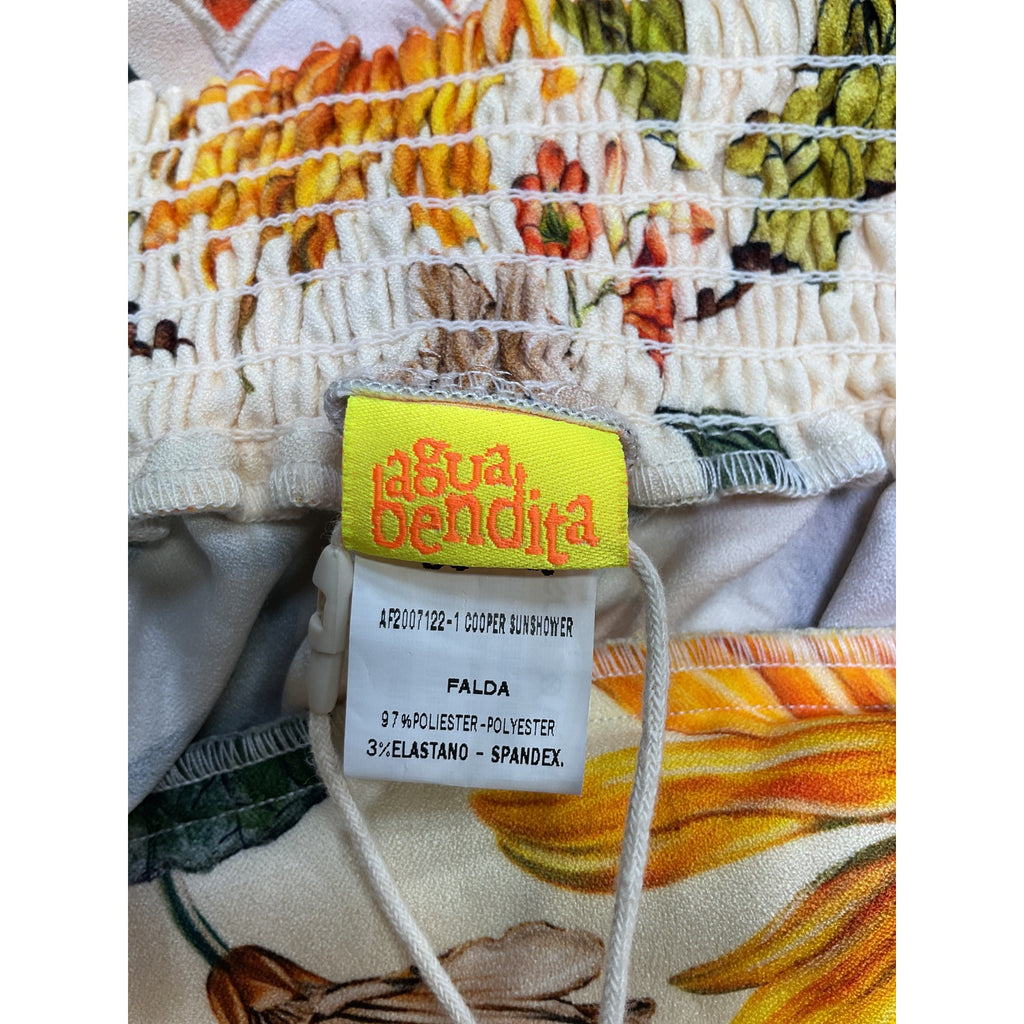 agua
bendita
AF2007122-1 COOPER SUNSHOWER
FALDA
97%POLIESTER-POLYESTER
3%ELASTANO - SPANDEX.